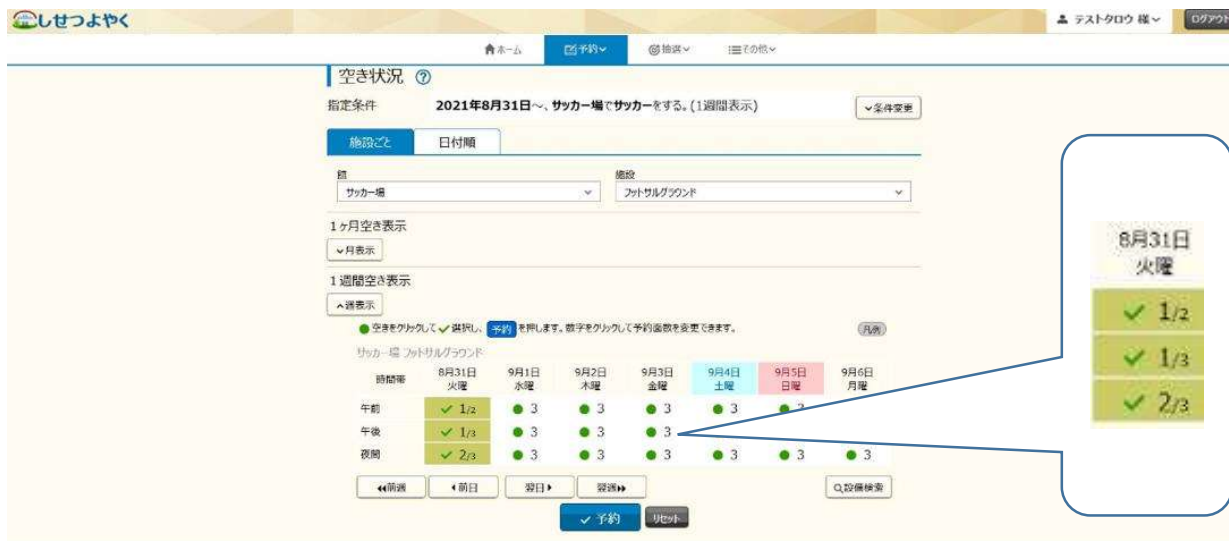 しせつよやく
テストタロウ 様
ログアウト
ホーム 予約 抽選 その他
空き状況 ?
指定条件 2021年8月31日～、サッカー場でサッカーをする。(1週間表示) 条件変更
施設ごと 日付順
館 施設
サッカー場 フットサルグラウンド
1ヶ月空き表示
月表示
1週間空き表示
週表示
空きをクリックして 選択し、 予約 を押します。数字をクリックして予約面数を変更できます。 凡例
サッカー場 フットサルグラウンド
時間帯 8月31日 火曜 9月1日 水曜 9月2日 木曜 9月3日 金曜 9月4日 土曜 9月5日 日曜 9月6日 月曜
午前 1/2 3 3 3 3 3
午後 1/3 3 3 3
夜間 2/3 3 3 3 3 3 3
前週 前日 翌日 翌週 設備検索
予約 リセット
8月31日
火曜
1/2
1/3
2/3